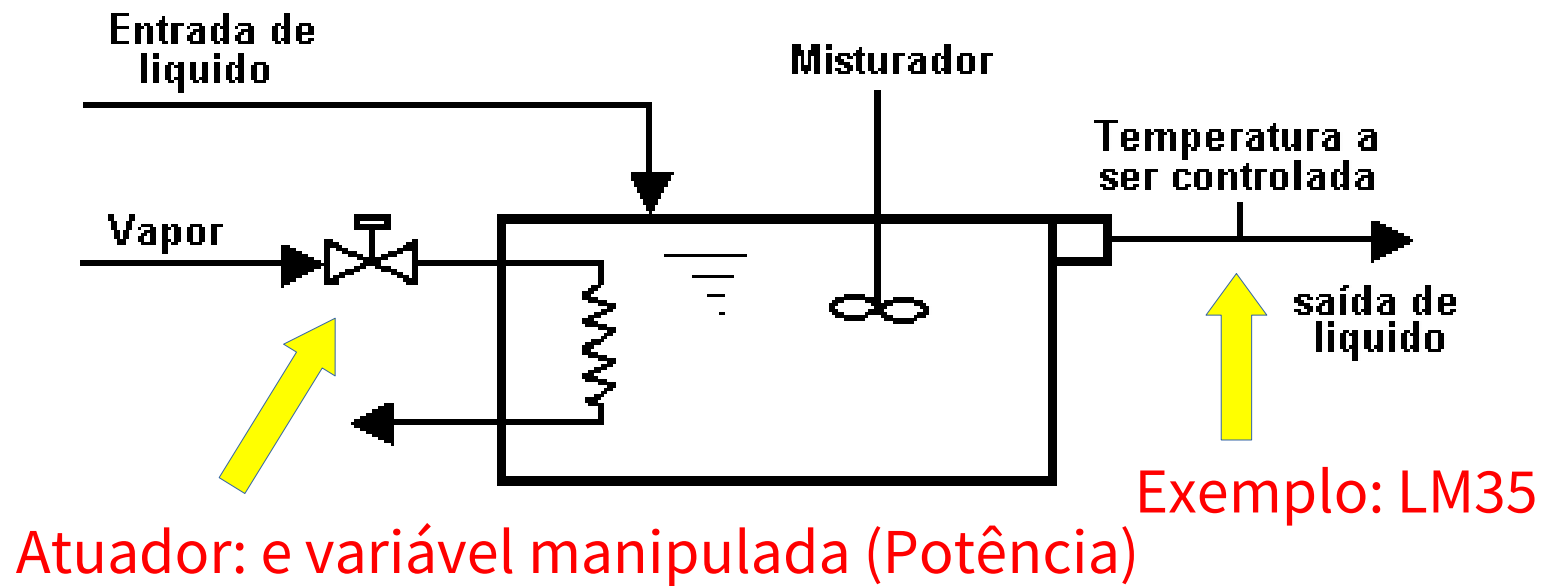 Entrada de
liquido
Misturador
Temperatura a
ser controlada
Vapor
saída de
liquido
Exemplo: LM35
Atuador: e variável manipulada (Potência)